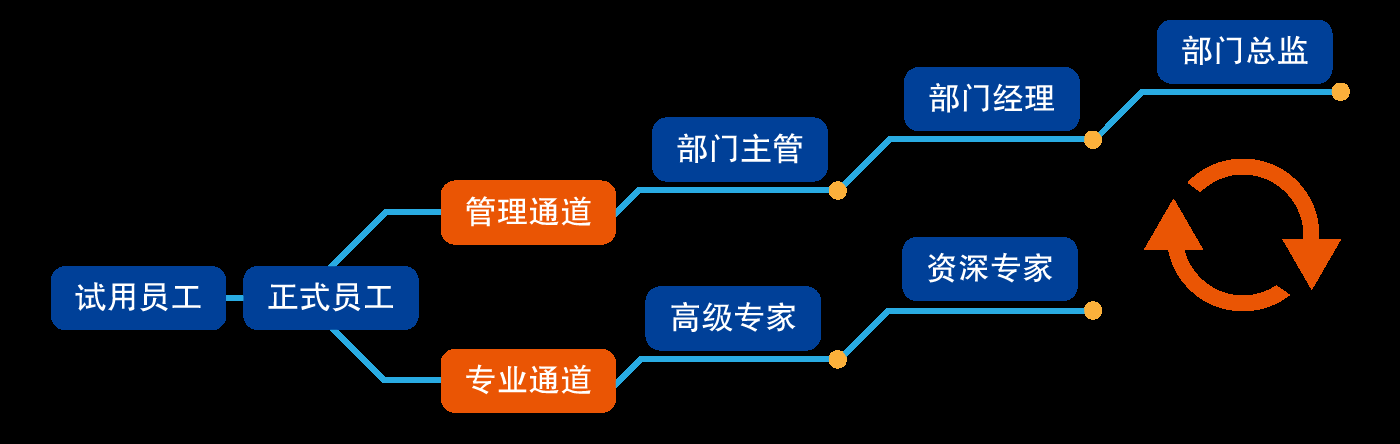 部门总监
部门经理
部门主管
管理通道
资深专家
试用员工
正式员工
高级专家
专业通道